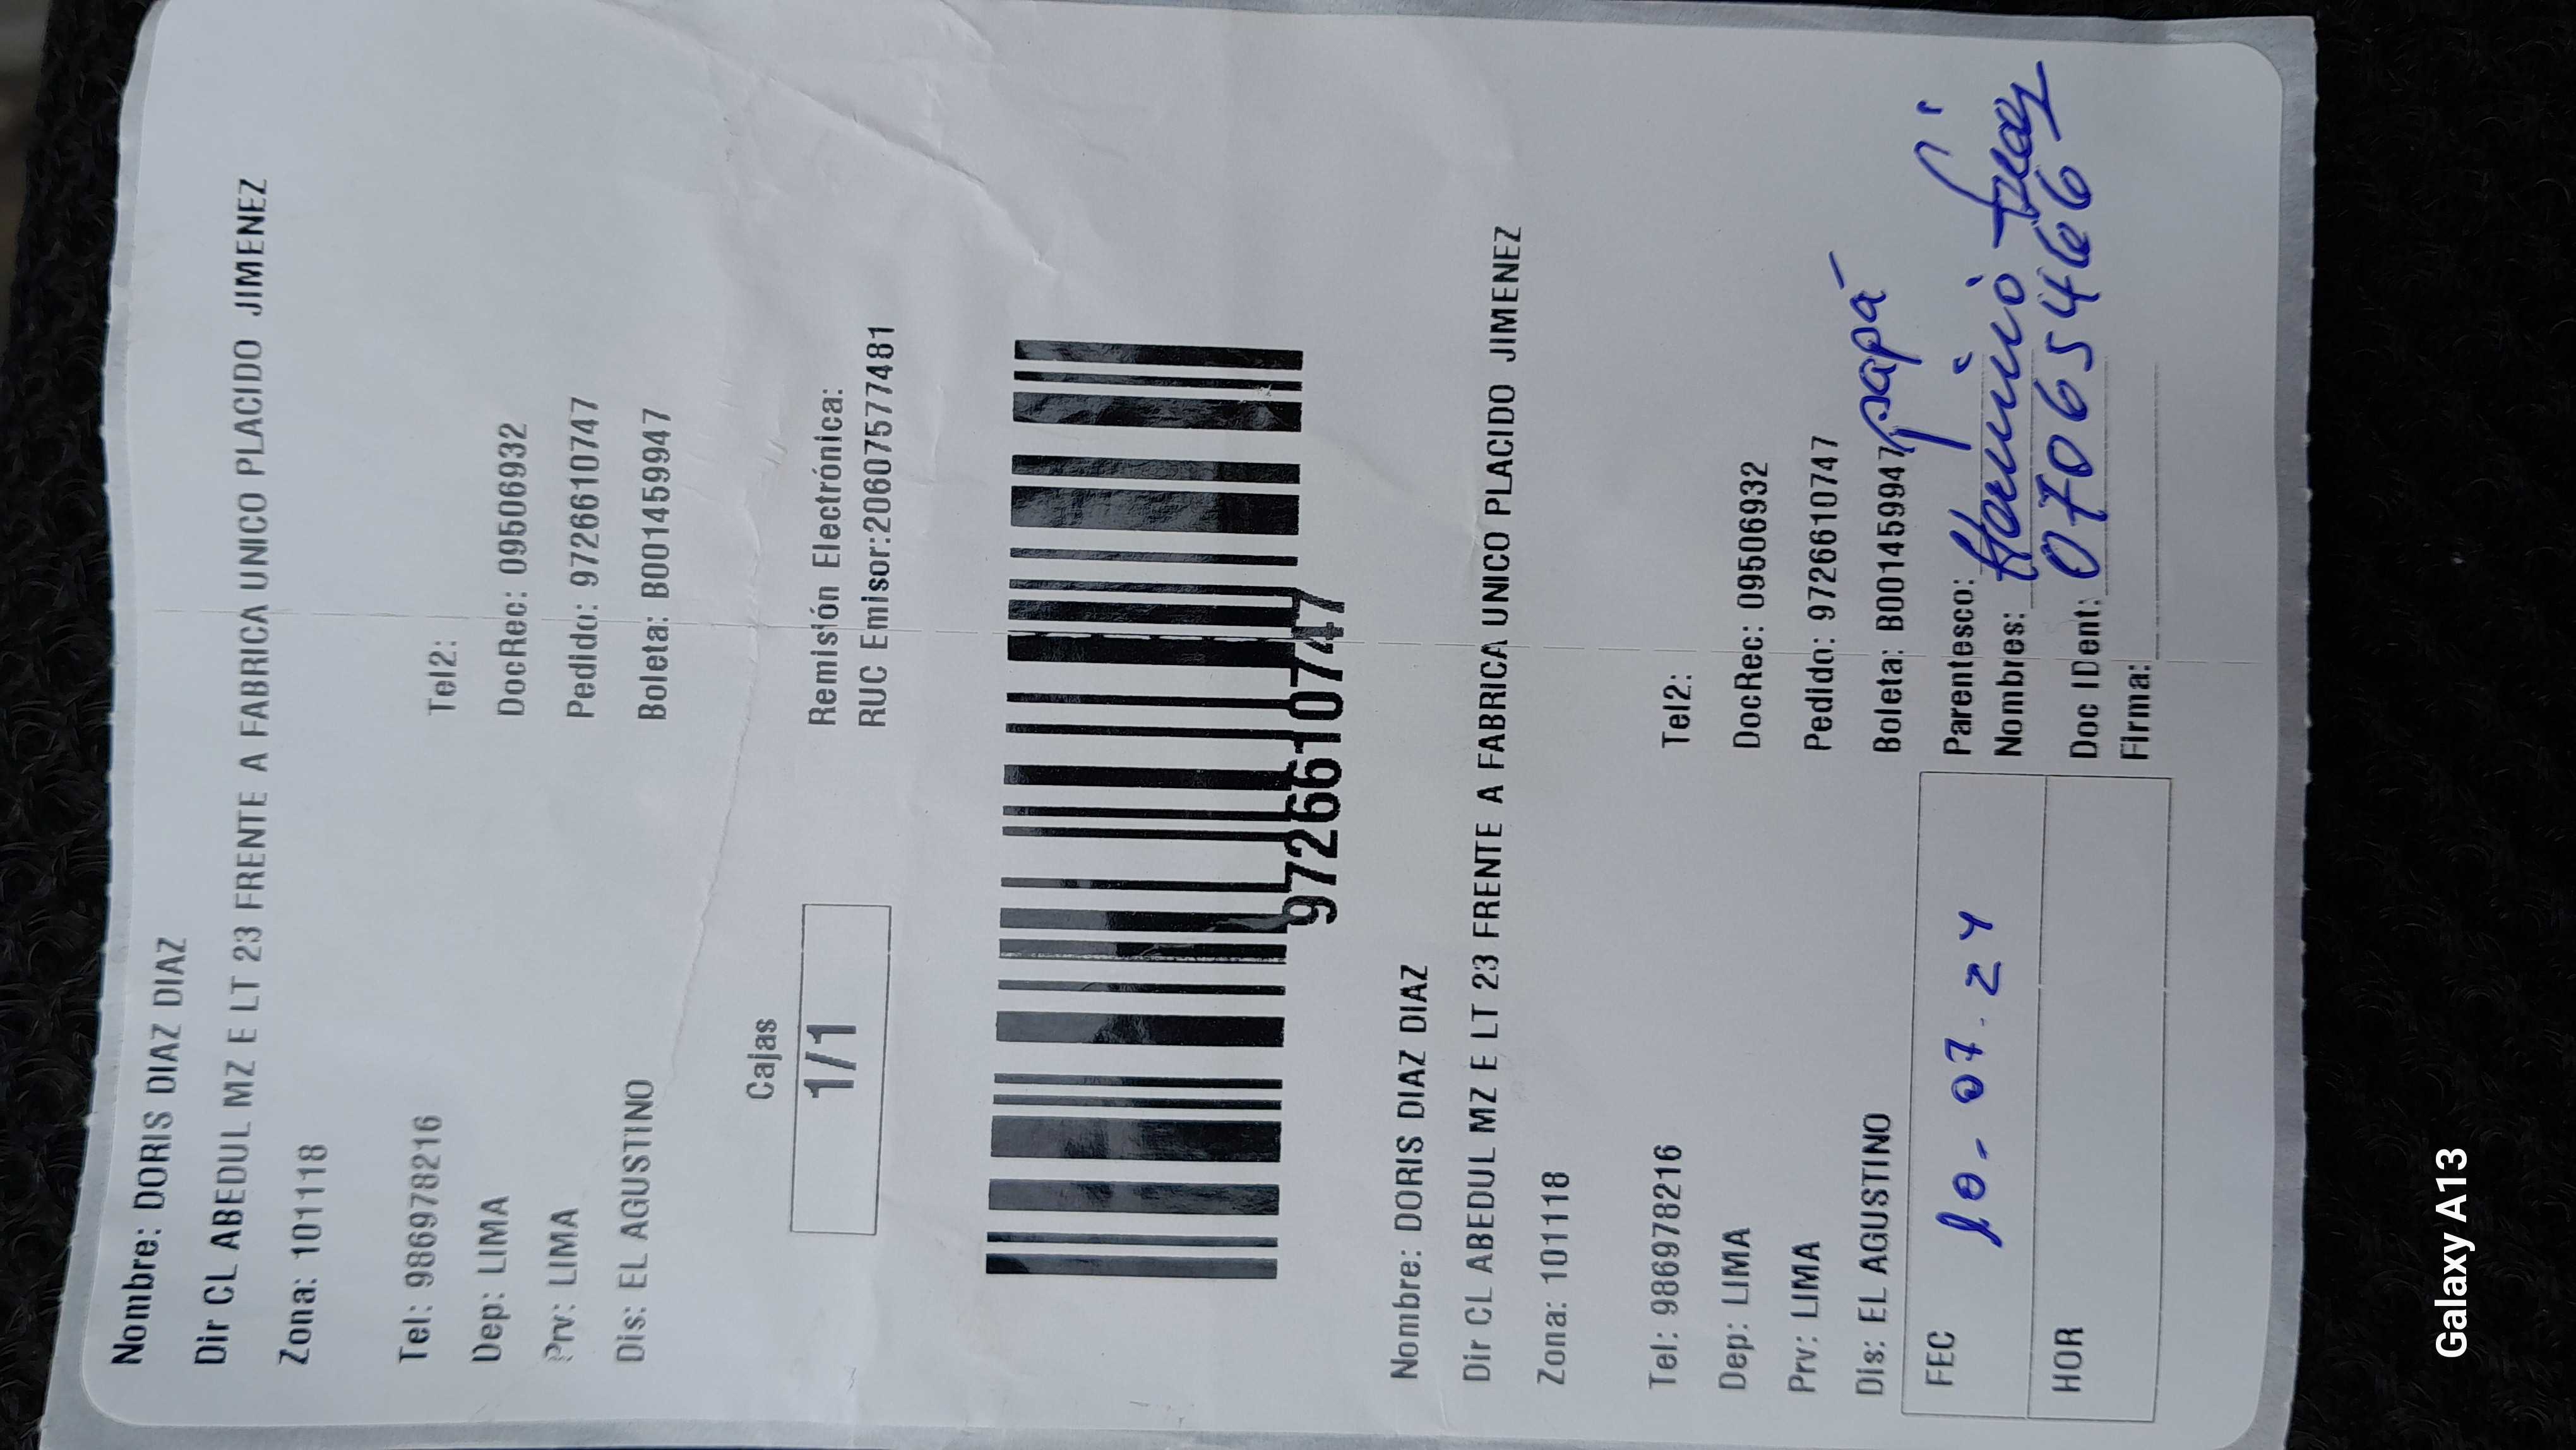 Nombre: DORIS DIAZ DIAZ
Dir CL ABEDUL MZ E LT 23 FRENTE A FABRICA UNICO PLACIDO JIMENEZ
Zona: 101118
Tel: 986978216 Tel2:
Dep: LIMA DocRec: 09506932
Prv: LIMA Pedido: 9726610747
Dis: EL AGUSTINO Boleta: B001459947
Cajas
1/1
Remisión Electrónica:
RUC Emisor:20607577481
9726610747
Nombre: DORIS DIAZ DIAZ
Dir CL ABEDUL MZ E LT 23 FRENTE A FABRICA UNICO PLACIDO JIMENEZ
Zona: 101118
Tel: 986978216 Tel2:
Dep: LIMA DocRec: 09506932
Prv: LIMA Pedido: 9726610747
Dis: EL AGUSTINO Boleta: B001459947
FEC 10-07.24
HOR
Parentesco: papá
Nombres:
Doc IDent: 07065466
Firma:
Galaxy A13